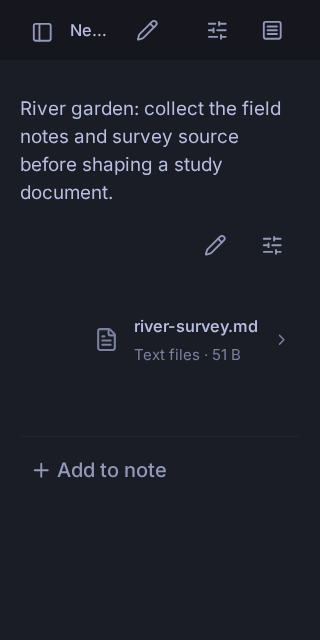 Ne...
River garden: collect the field
notes and survey source
before shaping a study
document.
river-survey.md
Text files · 51 B
Add to note